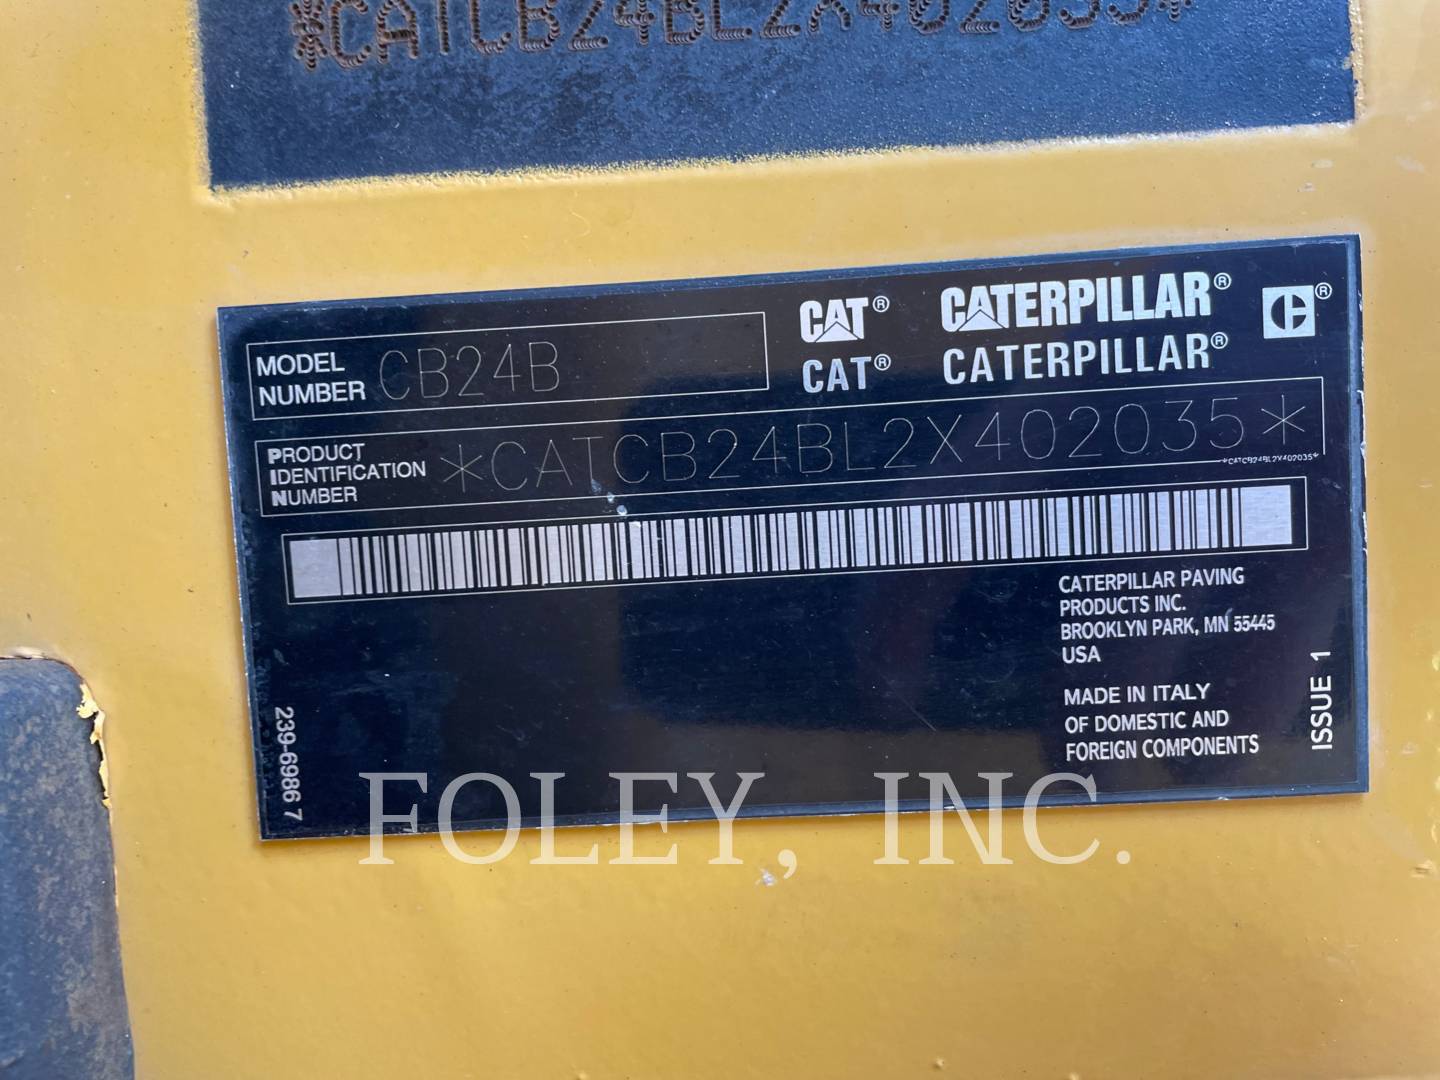 *CATCB24BL2X402035*
MODEL NUMBER CB24B
CAT® CATERPILLAR® ®
CAT® CATERPILLAR®
PRODUCT
IDENTIFICATION
NUMBER
*CATCB24BL2X402035*
*CATCB24BL2X402035*
CATERPILLAR PAVING
PRODUCTS INC.
BROOKLYN PARK, MN 55445
USA
MADE IN ITALY
OF DOMESTIC AND
FOREIGN COMPONENTS
ISSUE 1
239-6986 7
FOLEY, INC.